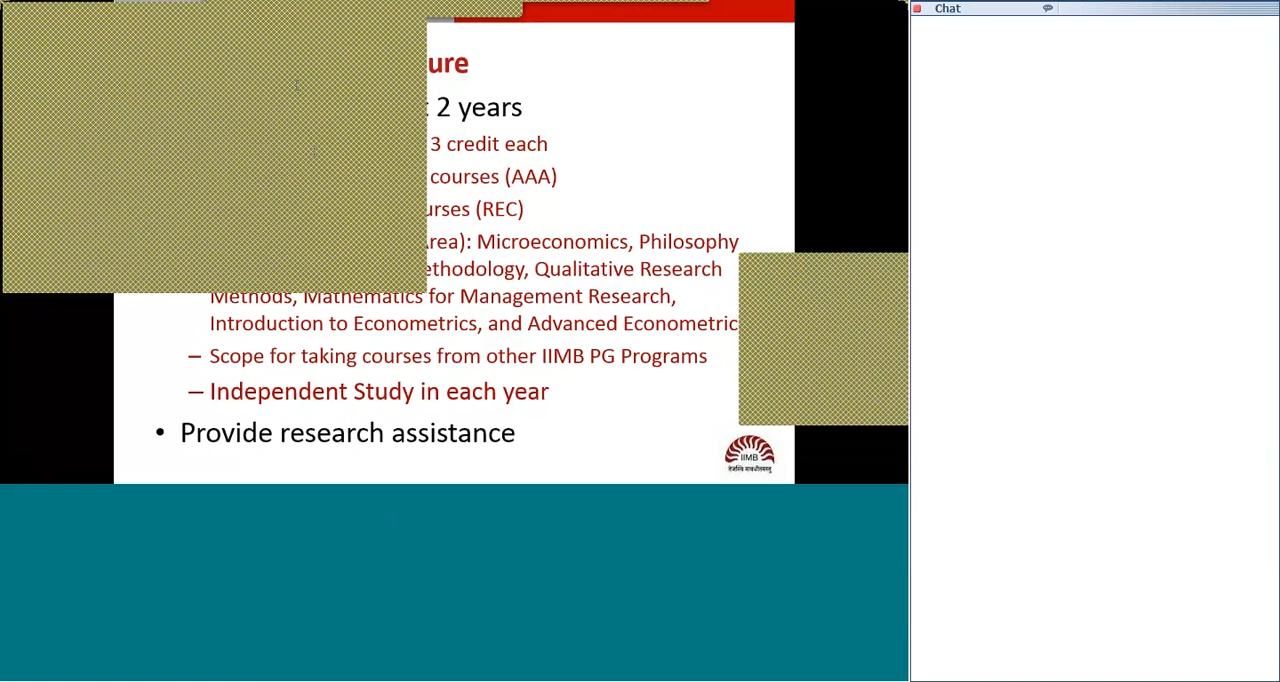 Chat
ure
2 years
3 credit each
courses (AAA)
urses (REC)
Area): Microeconomics, Philosophy
ethodology, Qualitative Research
Methods, Mathematics for Management Research,
Introduction to Econometrics, and Advanced Econometric
– Scope for taking courses from other IIMB PG Programs
– Independent Study in each year
• Provide research assistance
IIMB